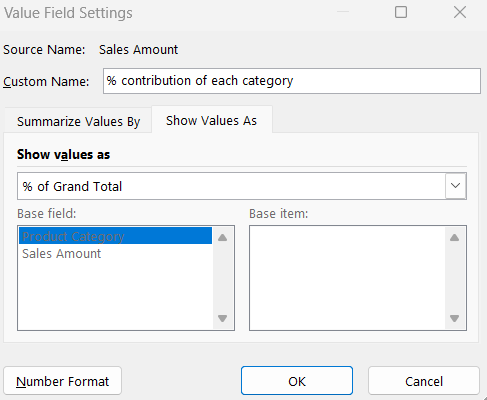 Value Field Settings
Source Name: Sales Amount
Custom Name: % contribution of each category
Summarize Values By Show Values As
Show values as
% of Grand Total
Base field: Base item:
Product Category
Sales Amount
Number Format OK Cancel